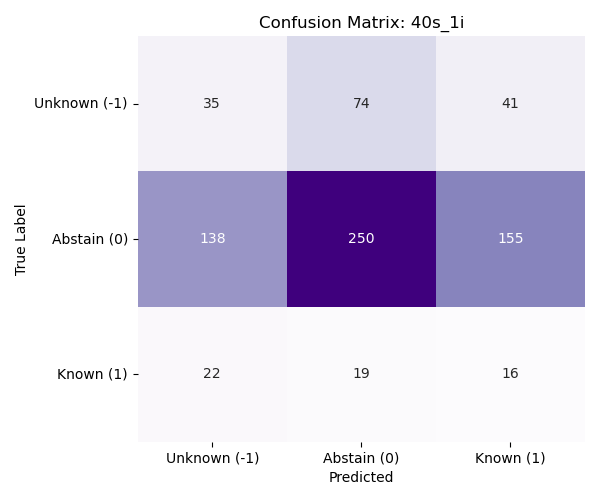 Confusion Matrix: 40s_1i
True Label
Unknown (-1) 35 74 41
Abstain (0) 138 250 155
Known (1) 22 19 16
Unknown (-1) Abstain (0) Known (1)
Predicted